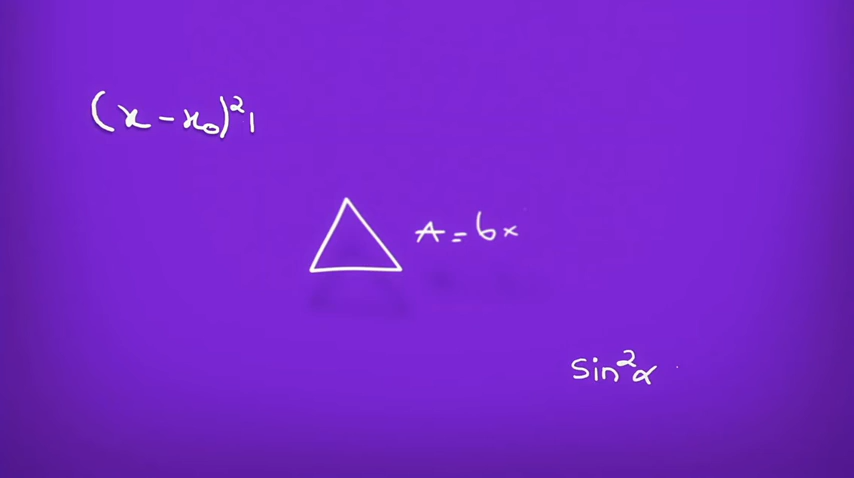 (x-x₀)²|
A=6x
sin²α